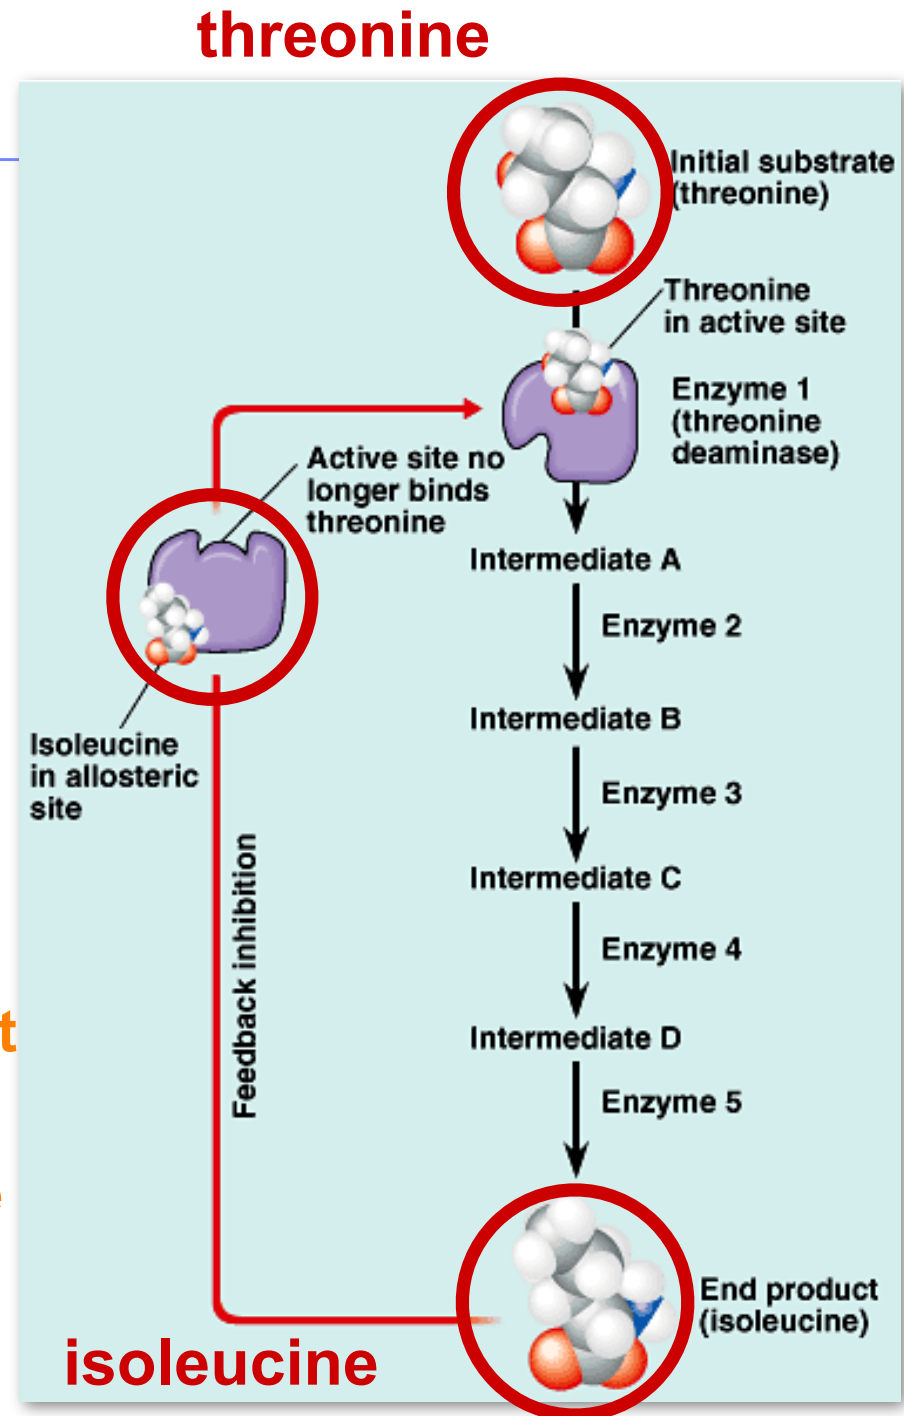 threonine
Initial substrate
(threonine)
Threonine
in active site
Enzyme 1
(threonine
deaminase)
Active site no
longer binds
threonine
Intermediate A
Enzyme 2
Intermediate B
Isoleucine
in allosteric
site
Enzyme 3
Intermediate C
Feedback inhibition
Enzyme 4
t
Intermediate D
Enzyme 5
End product
(isoleucine)
isoleucine